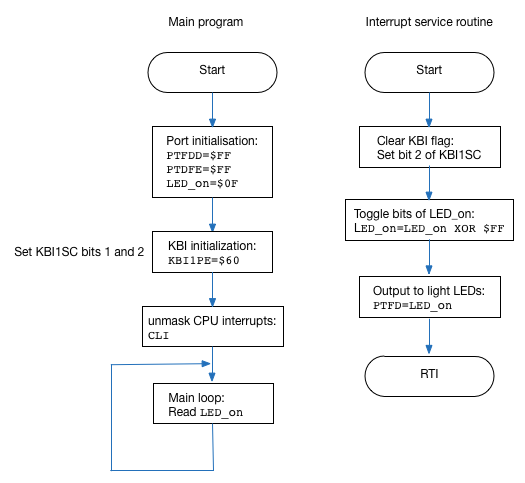 Main program
Start
Port initialisation:
PTFDD=$FF
PTDFE=$FF
LED_on=$0F
Set KBI1SC bits 1 and 2
KBI initialization:
KBI1PE=$60
unmask CPU interrupts:
CLI
Main loop:
Read LED_on
Interrupt service routine
Start
Clear KBI flag:
Set bit 2 of KBI1SC
Toggle bits of LED_on:
LED_on=LED_on XOR $FF
Output to light LEDs:
PTFD=LED_on
RTI